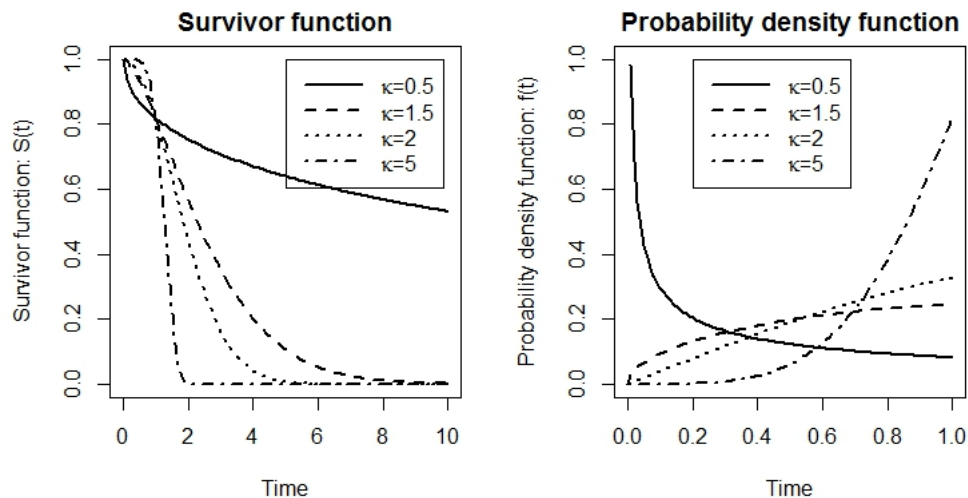 Survivor function
Survivor function: S(t)
1.0
0.8
0.6
0.4
0.2
0.0
κ=0.5
κ=1.5
κ=2
κ=5
0 2 4 6 8 10
Time
Probability density function
Probability density function: f(t)
1.0
0.8
0.6
0.4
0.2
0.0
κ=0.5
κ=1.5
κ=2
κ=5
0.0 0.2 0.4 0.6 0.8 1.0
Time